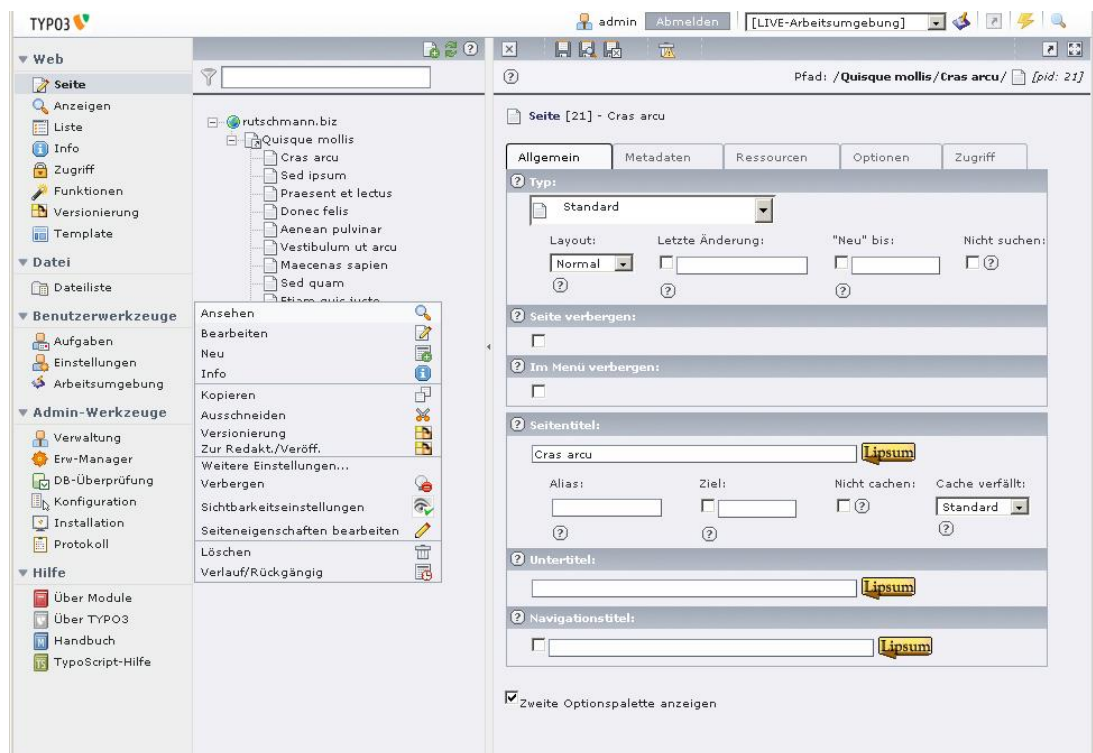 TYPO3
admin Abmelden [LIVE-Arbeitsumgebung]
Web
Seite
Anzeigen
Liste
Info
Zugriff
Funktionen
Versionierung
Template
Datei
Dateiliste
Benutzerwerkzeuge
Aufgaben
Einstellungen
Arbeitsumgebung
Admin-Werkzeuge
Verwaltung
Erw-Manager
DB-Überprüfung
Konfiguration
Installation
Protokoll
Hilfe
Über Module
Über TYPO3
Handbuch
TypoScript-Hilfe
rutschmann.biz
Quisque mollis
Cras arcu
Sed ipsum
Praesent et lectus
Donec felis
Aenean pulvinar
Vestibulum ut arcu
Maecenas sapien
Sed quam
Etiam quis justo
Ansehen
Bearbeiten
Neu
Info
Kopieren
Ausschneiden
Versionierung
Zur Redakt./Veröff.
Weitere Einstellungen...
Verbergen
Sichtbarkeitseinstellungen
Seiteneigenschaften bearbeiten
Löschen
Verlauf/Rückgängig
Pfad: /Quisque mollis/Cras arcu/ [pid: 21]
Seite [21] - Cras arcu
Allgemein Metadaten Ressourcen Optionen Zugriff
Typ:
Standard
Layout: Letzte Änderung: "Neu" bis: Nicht suchen:
Normal
Seite verbergen:
Im Menü verbergen:
Seitentitel:
Cras arcu Lipsum
Alias: Ziel: Nicht cachen: Cache verfällt:
Standard
Untertitel:
Lipsum
Navigationstitel:
Lipsum
Zweite Optionspalette anzeigen